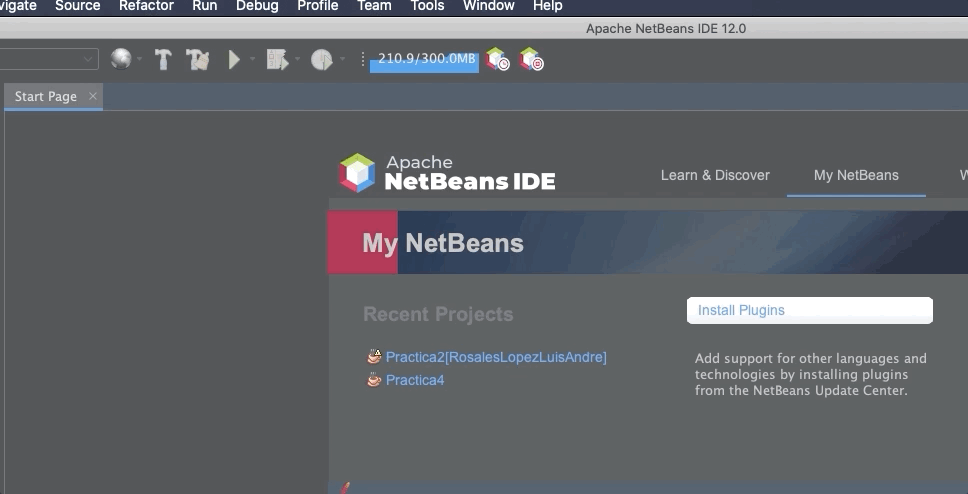 vigate Source Refactor Run Debug Profile Team Tools Window Help
Apache NetBeans IDE 12.0
210.9/300.0MB
Start Page
Apache
NetBeans IDE
Learn & Discover My NetBeans W
My NetBeans
Recent Projects
Install Plugins
Practica2[RosalesLopezLuisAndre]
Practica4
Add support for other languages and
technologies by installing plugins
from the NetBeans Update Center.